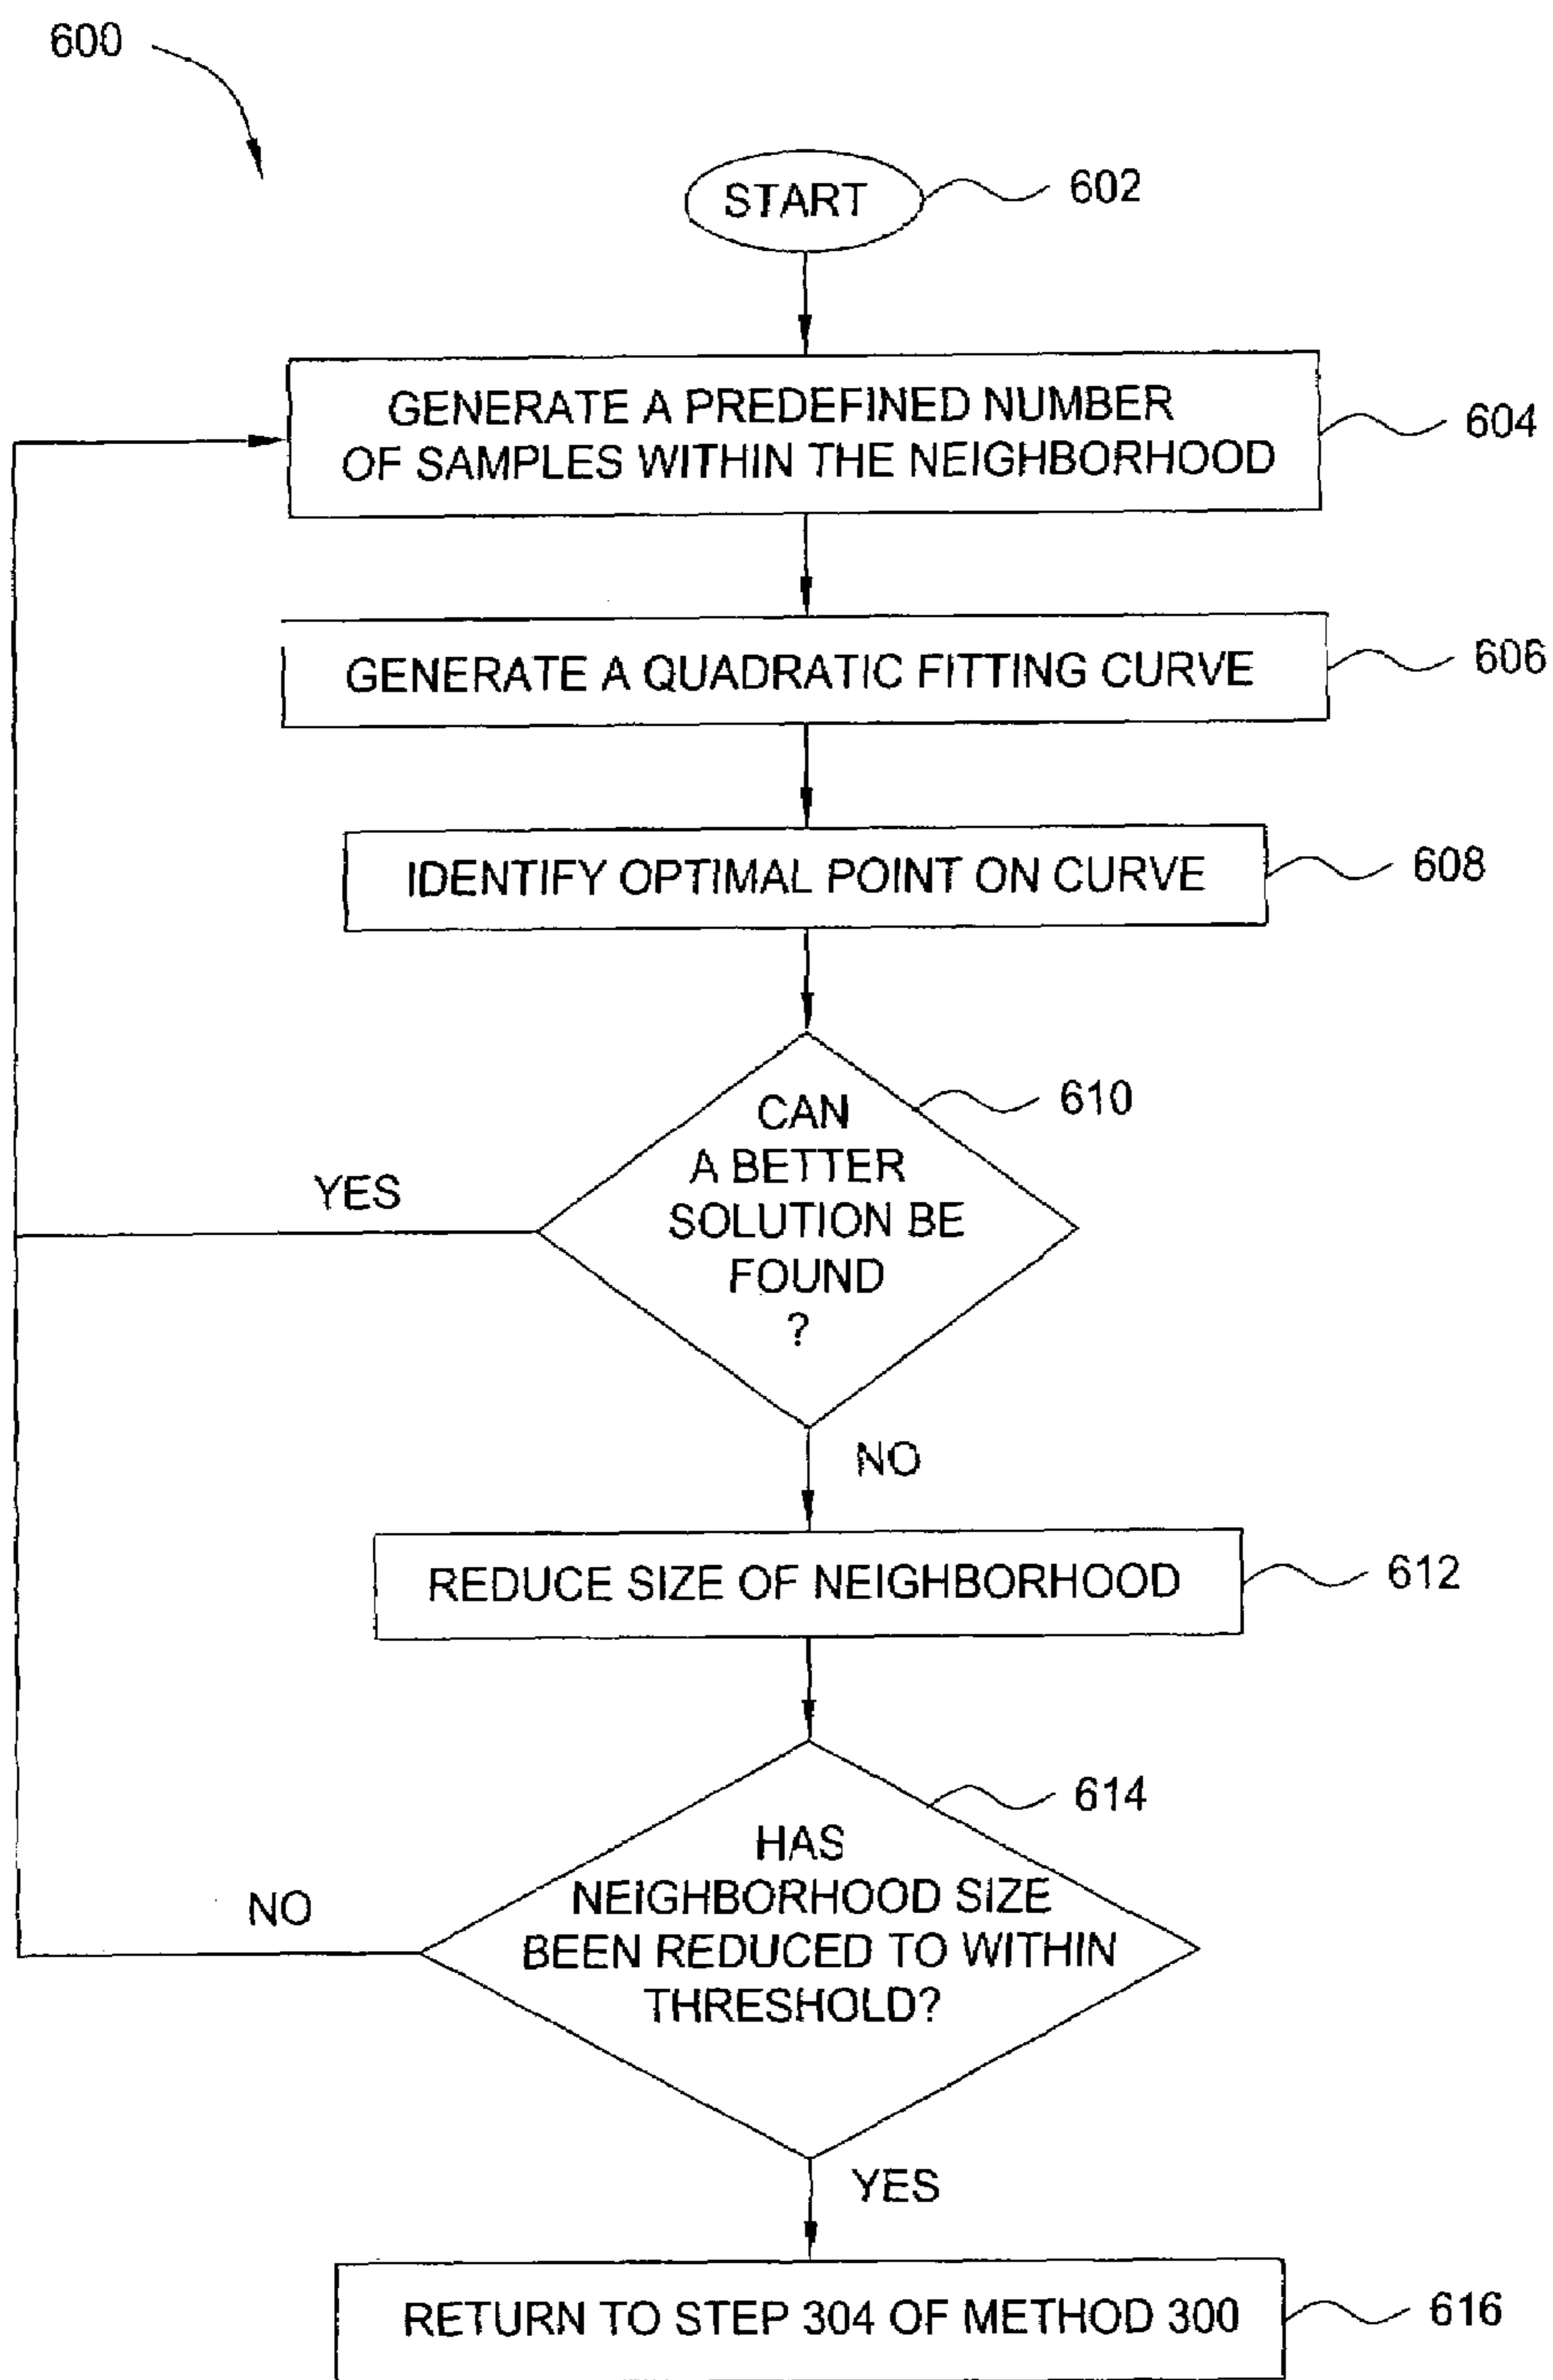 600
START
602
GENERATE A PREDEFINED NUMBER
OF SAMPLES WITHIN THE NEIGHBORHOOD
604
GENERATE A QUADRATIC FITTING CURVE
606
IDENTIFY OPTIMAL POINT ON CURVE
608
CAN
A BETTER
SOLUTION BE
FOUND
?
610
YES
NO
REDUCE SIZE OF NEIGHBORHOOD
612
HAS
NEIGHBORHOOD SIZE
BEEN REDUCED TO WITHIN
THRESHOLD?
614
NO
YES
RETURN TO STEP 304 OF METHOD 300
616